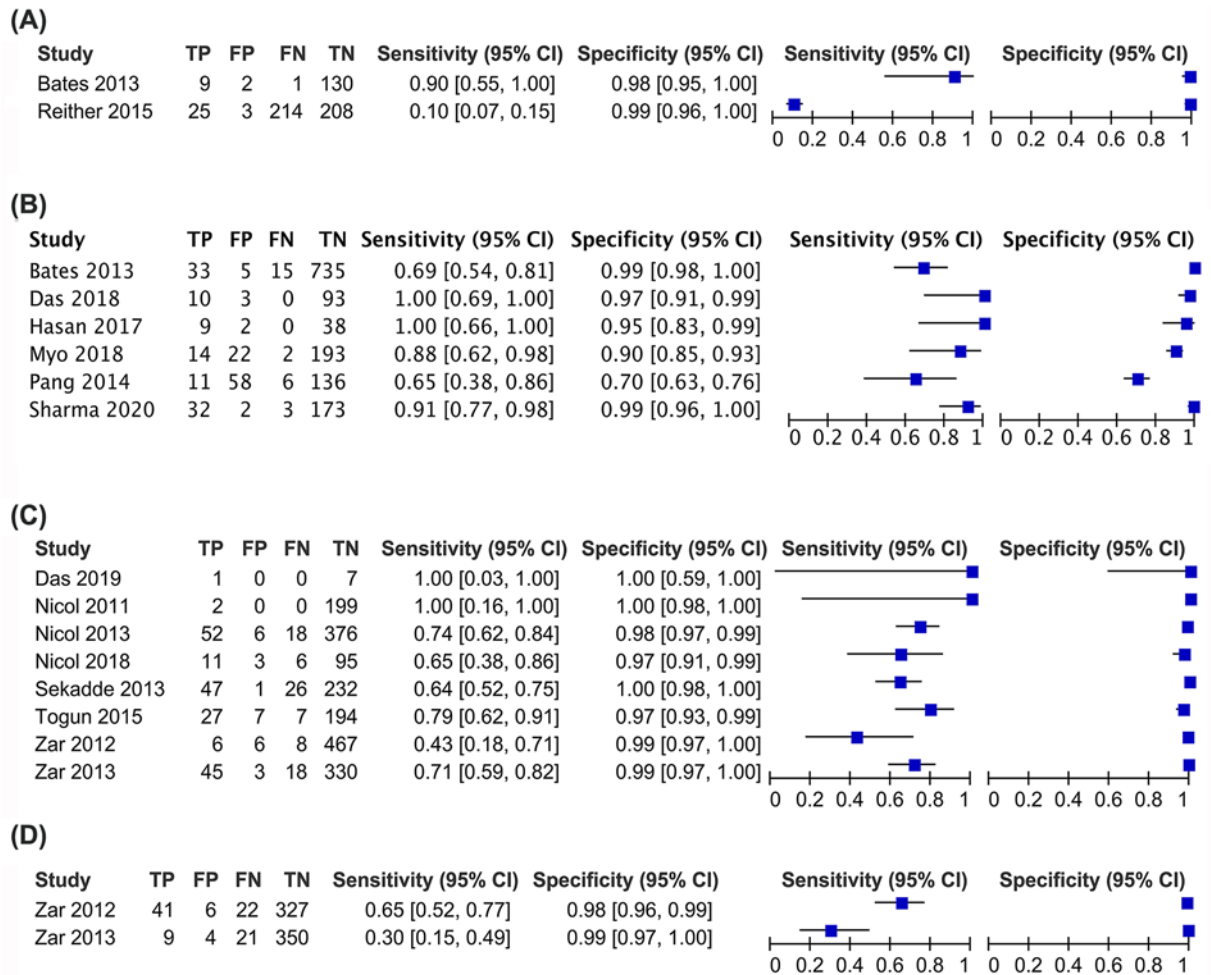 (A)
Study TP FP FN TN Sensitivity (95% CI) Specificity (95% CI) Sensitivity (95% CI) Specificity (95% CI)
Bates 2013 9 2 1 130 0.90 [0.55, 1.00] 0.98 [0.95, 1.00]
Reither 2015 25 3 214 208 0.10 [0.07, 0.15] 0.99 [0.96, 1.00]
0 0.2 0.4 0.6 0.8 1 0 0.2 0.4 0.6 0.8 1
(B)
Study TP FP FN TN Sensitivity (95% CI) Specificity (95% CI) Sensitivity (95% CI) Specificity (95% CI)
Bates 2013 33 5 15 735 0.69 [0.54, 0.81] 0.99 [0.98, 1.00]
Das 2018 10 3 0 93 1.00 [0.69, 1.00] 0.97 [0.91, 0.99]
Hasan 2017 9 2 0 38 1.00 [0.66, 1.00] 0.95 [0.83, 0.99]
Myo 2018 14 22 2 193 0.88 [0.62, 0.98] 0.90 [0.85, 0.93]
Pang 2014 11 58 6 136 0.65 [0.38, 0.86] 0.70 [0.63, 0.76]
Sharma 2020 32 2 3 173 0.91 [0.77, 0.98] 0.99 [0.96, 1.00]
0 0.2 0.4 0.6 0.8 1 0 0.2 0.4 0.6 0.8 1
(C)
Study TP FP FN TN Sensitivity (95% CI) Specificity (95% CI) Sensitivity (95% CI) Specificity (95% CI)
Das 2019 1 0 0 7 1.00 [0.03, 1.00] 1.00 [0.59, 1.00]
Nicol 2011 2 0 0 199 1.00 [0.16, 1.00] 1.00 [0.98, 1.00]
Nicol 2013 52 6 18 376 0.74 [0.62, 0.84] 0.98 [0.97, 0.99]
Nicol 2018 11 3 6 95 0.65 [0.38, 0.86] 0.97 [0.91, 0.99]
Sekadde 2013 47 1 26 232 0.64 [0.52, 0.75] 1.00 [0.98, 1.00]
Togun 2015 27 7 7 194 0.79 [0.62, 0.91] 0.97 [0.93, 0.99]
Zar 2012 6 6 8 467 0.43 [0.18, 0.71] 0.99 [0.97, 1.00]
Zar 2013 45 3 18 330 0.71 [0.59, 0.82] 0.99 [0.97, 1.00]
0 0.2 0.4 0.6 0.8 1 0 0.2 0.4 0.6 0.8 1
(D)
Study TP FP FN TN Sensitivity (95% CI) Specificity (95% CI) Sensitivity (95% CI) Specificity (95% CI)
Zar 2012 41 6 22 327 0.65 [0.52, 0.77] 0.98 [0.96, 0.99]
Zar 2013 9 4 21 350 0.30 [0.15, 0.49] 0.99 [0.97, 1.00]
0 0.2 0.4 0.6 0.8 1 0 0.2 0.4 0.6 0.8 1